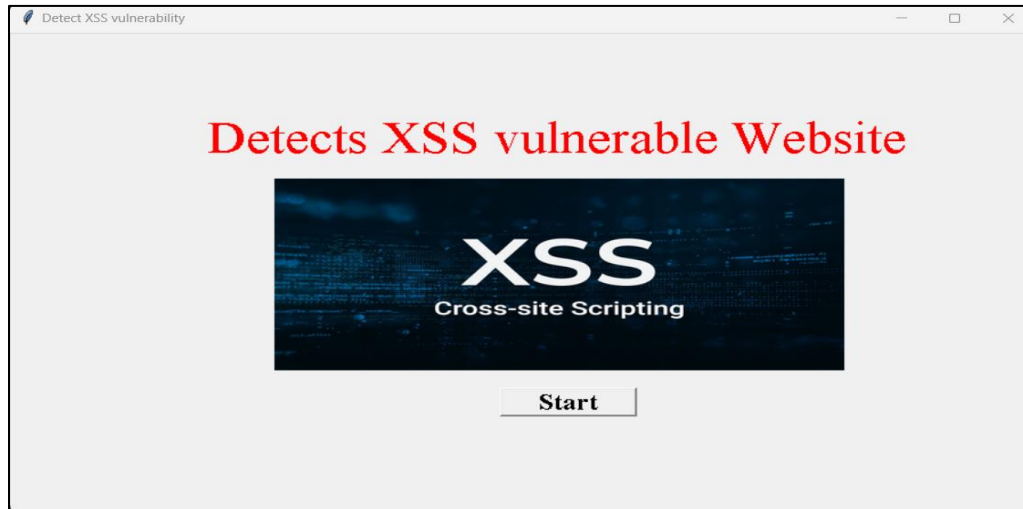 Detect XSS vulnerability
Detects XSS vulnerable Website
XSS
Cross-site Scripting
Start